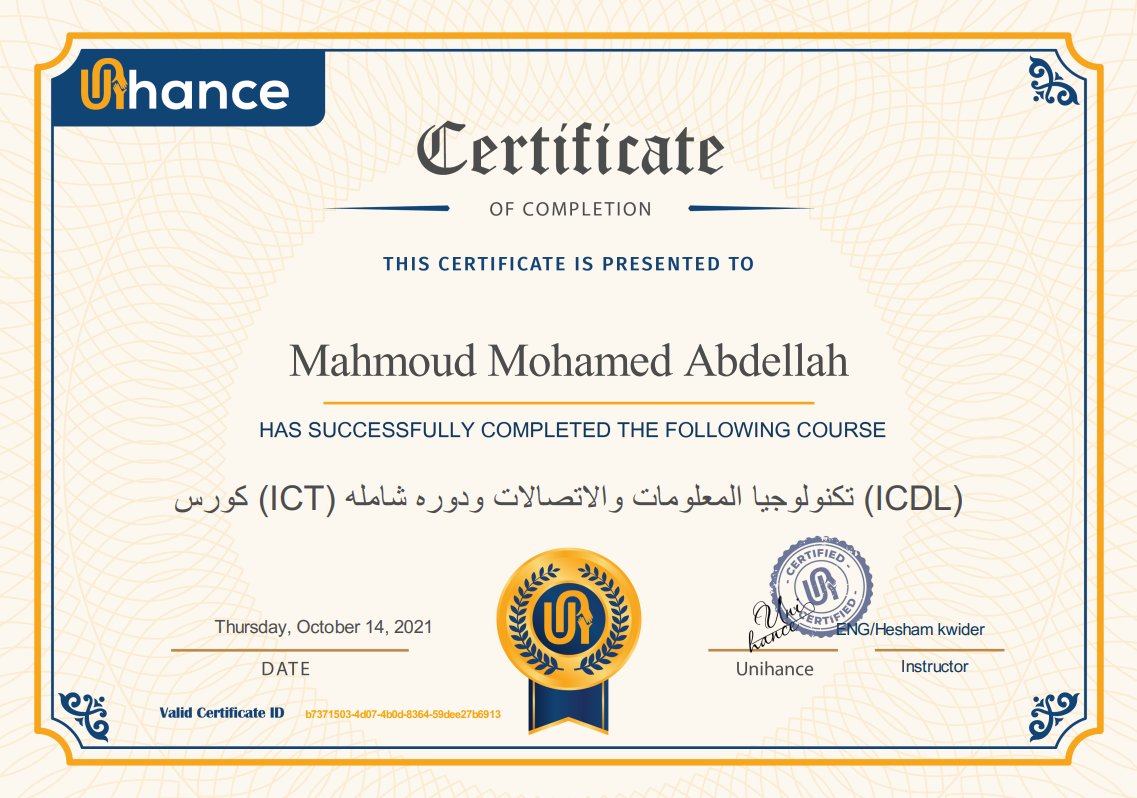 Unihance
Certificate
OF COMPLETION
THIS CERTIFICATE IS PRESENTED TO
Mahmoud Mohamed Abdellah
HAS SUCCESSFULLY COMPLETED THE FOLLOWING COURSE
كورس (ICT) تكنولوجيا المعلومات والاتصالات ودوره شامله (ICDL)
CERTIFIED
CERTIFIED
Uni
hance
Thursday, October 14, 2021
ENG/Hesham kwider
DATE
Unihance
Instructor
Valid Certificate ID b7371503-4d07-4b0d-8364-59dee27b6913